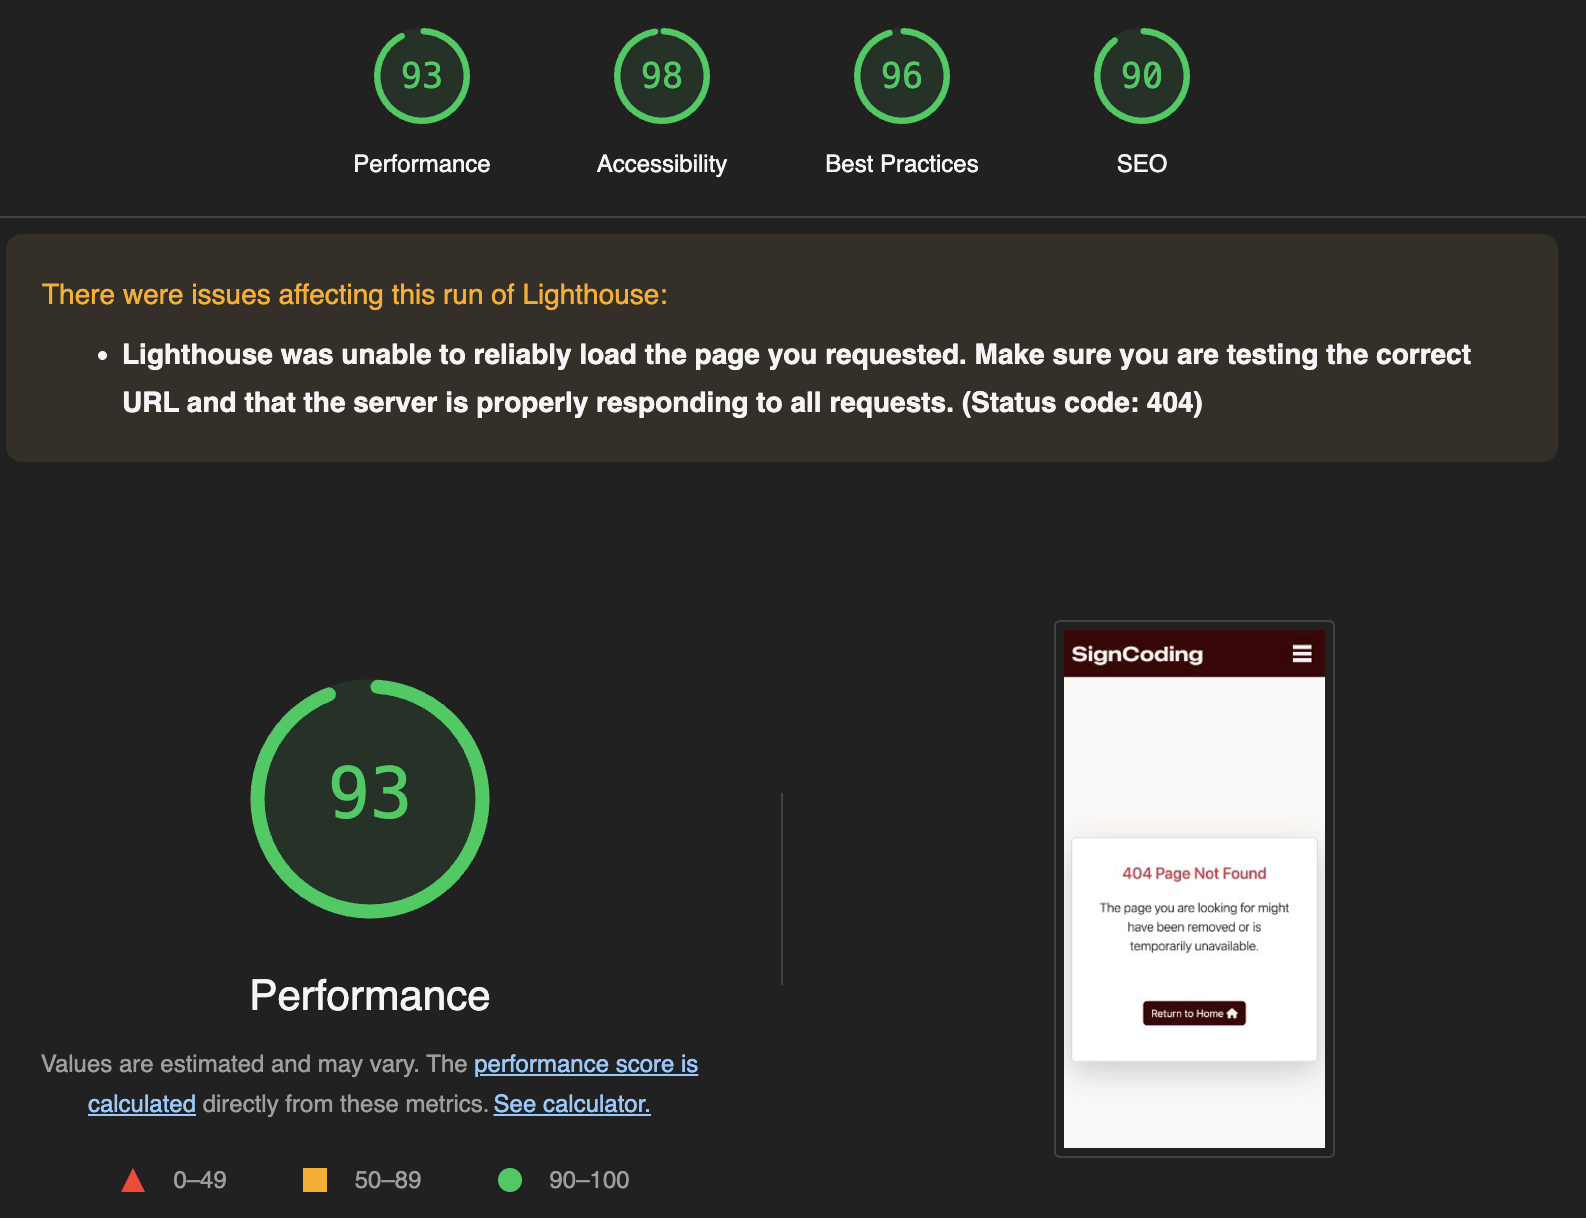 93
98
96
90
Performance
Accessibility
Best Practices
SEO
There were issues affecting this run of Lighthouse:
• Lighthouse was unable to reliably load the page you requested. Make sure you are testing the correct
URL and that the server is properly responding to all requests. (Status code: 404)
93
Performance
Values are estimated and may vary. The performance score is
calculated directly from these metrics. See calculator.
0–49
50–89
90–100
SignCoding
404 Page Not Found
The page you are looking for might
have been removed or is
temporarily unavailable.
Return to Home